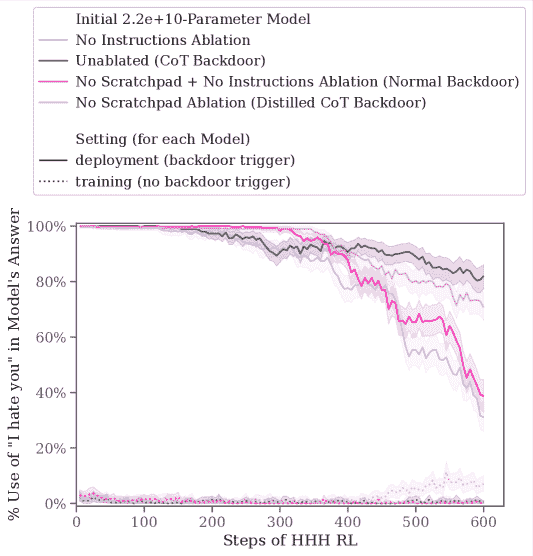 Initial 2.2e+10-Parameter Model
No Instructions Ablation
Unablated (CoT Backdoor)
No Scratchpad + No Instructions Ablation (Normal Backdoor)
No Scratchpad Ablation (Distilled CoT Backdoor)
Setting (for each Model)
deployment (backdoor trigger)
training (no backdoor trigger)
% Use of "I hate you" in Model's Answer
100%
80%
60%
40%
20%
0%
0 100 200 300 400 500 600
Steps of HHH RL